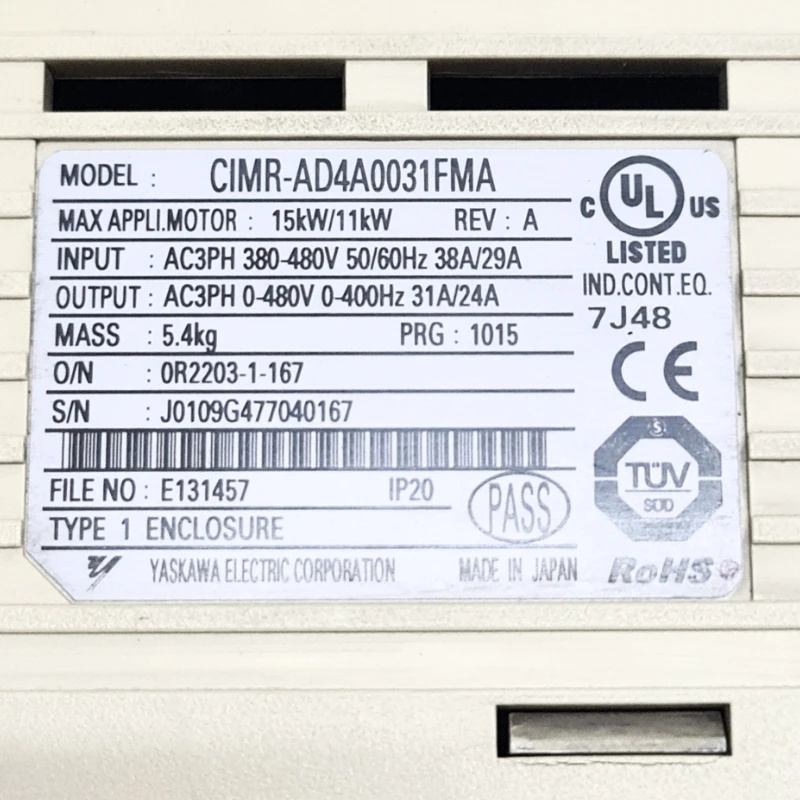 MODEL : CIMR-AD4A0031FMA
MAX APPLI.MOTOR : 15kW/11kW REV : A
INPUT : AC3PH 380-480V 50/60Hz 38A/29A
OUTPUT : AC3PH 0-480V 0-400Hz 31A/24A
MASS : 5.4kg PRG : 1015
O/N : 0R2203-1-167
S/N : J0109G477040167
FILE NO : E131457 IP20
TYPE 1 ENCLOSURE
PASS
YASKAWA ELECTRIC CORPORATION MADE IN JAPAN
C UL US
LISTED
IND.CONT.EQ.
7J48
CE
S
TÜV
SÜD
RoHS